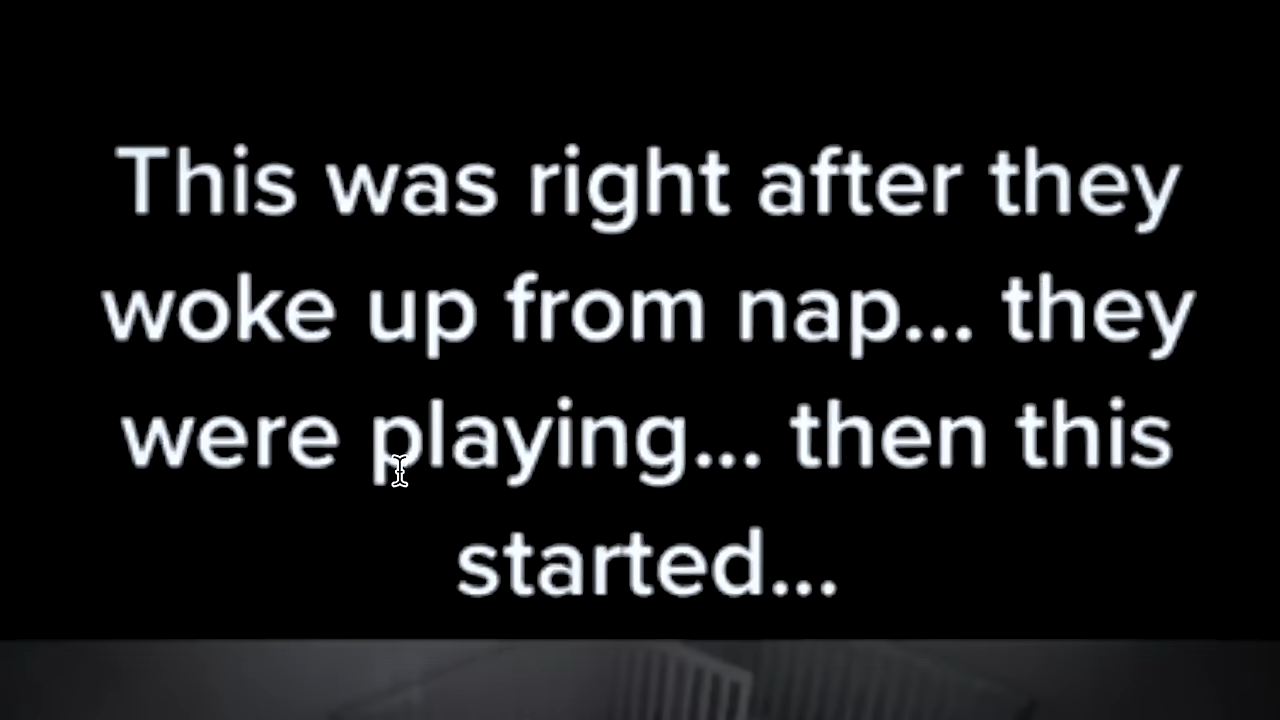 This was right after they
woke up from nap... they
were playing... then this
started...